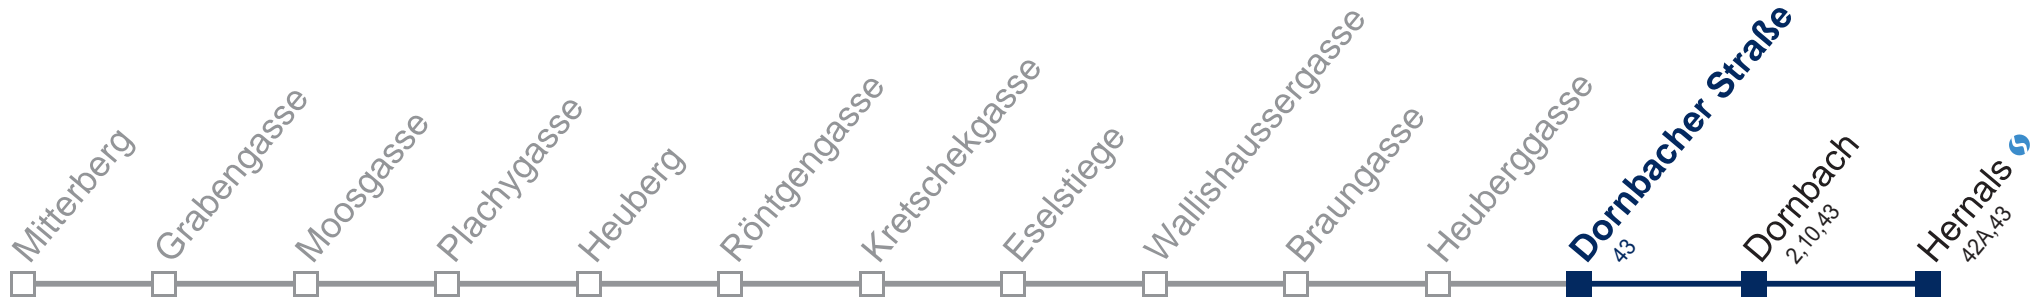 Mitterberg
Grabengasse
Moosgasse
Plachygasse
Heuberg
Röntgengasse
Kretschekgasse
Eselstiege
Wallishaussergasse
Braungasse
Heuberggasse
Dornbacher Straße
43
Dornbach
2,10,43
Hernals
42A,43